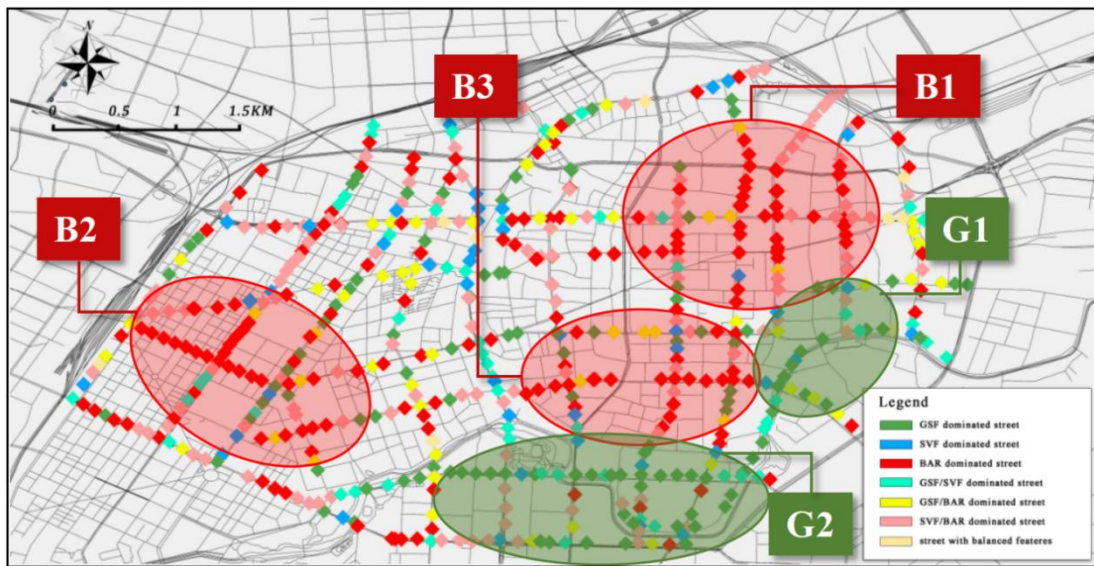 N
0 0.5 1 1.5KM
B3
B1
B2
G1
G2
Legend
GSF dominated street
SVF dominated street
BAR dominated street
GSF/SVF dominated street
GSF/BAR dominated street
SVF/BAR dominated street
street with balanced feateres